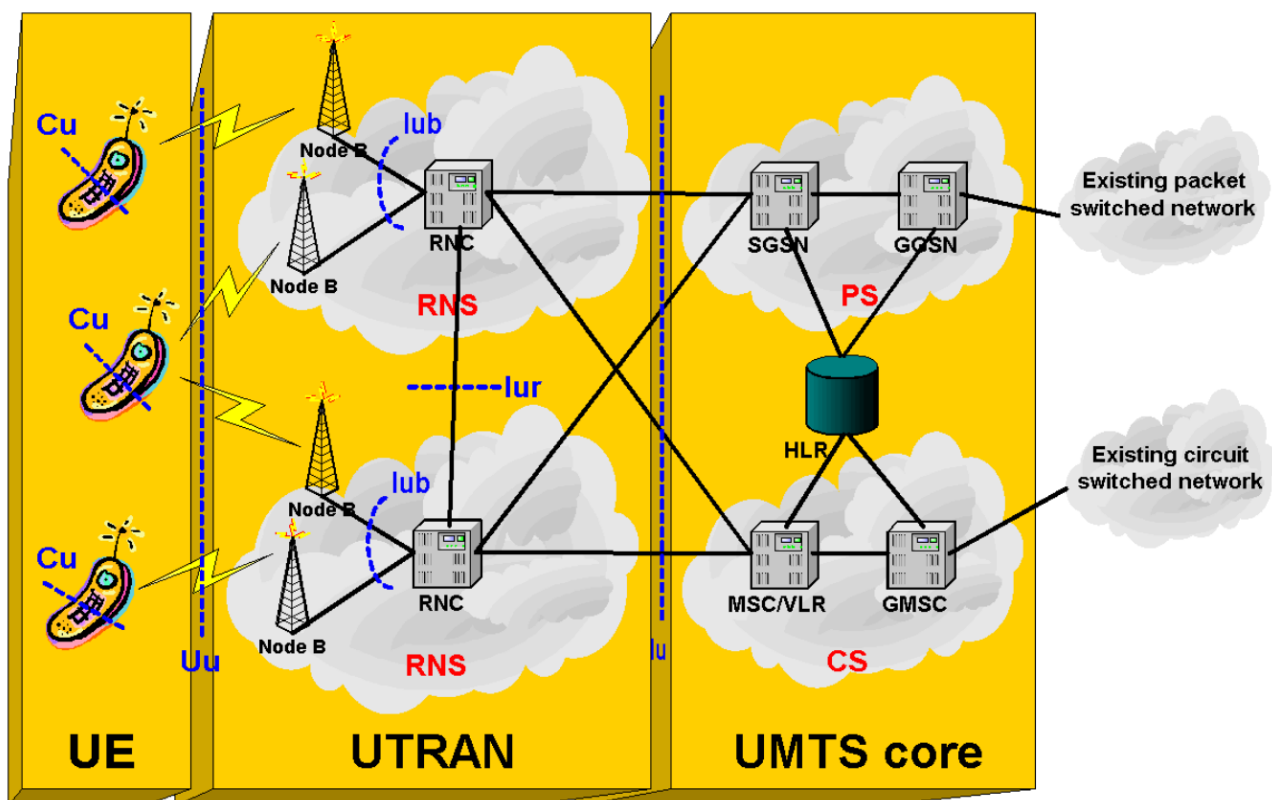 Cu
Iub
Node B
RNC
Node B
RNS
SGSN
GGSN
PS
Existing packet
switched network
Cu
Iur
HLR
Existing circuit
switched network
Iub
Node B
Cu
RNC
Node B
RNS
MSC/VLR
GMSC
CS
Uu
Iu
UE
UTRAN
UMTS core